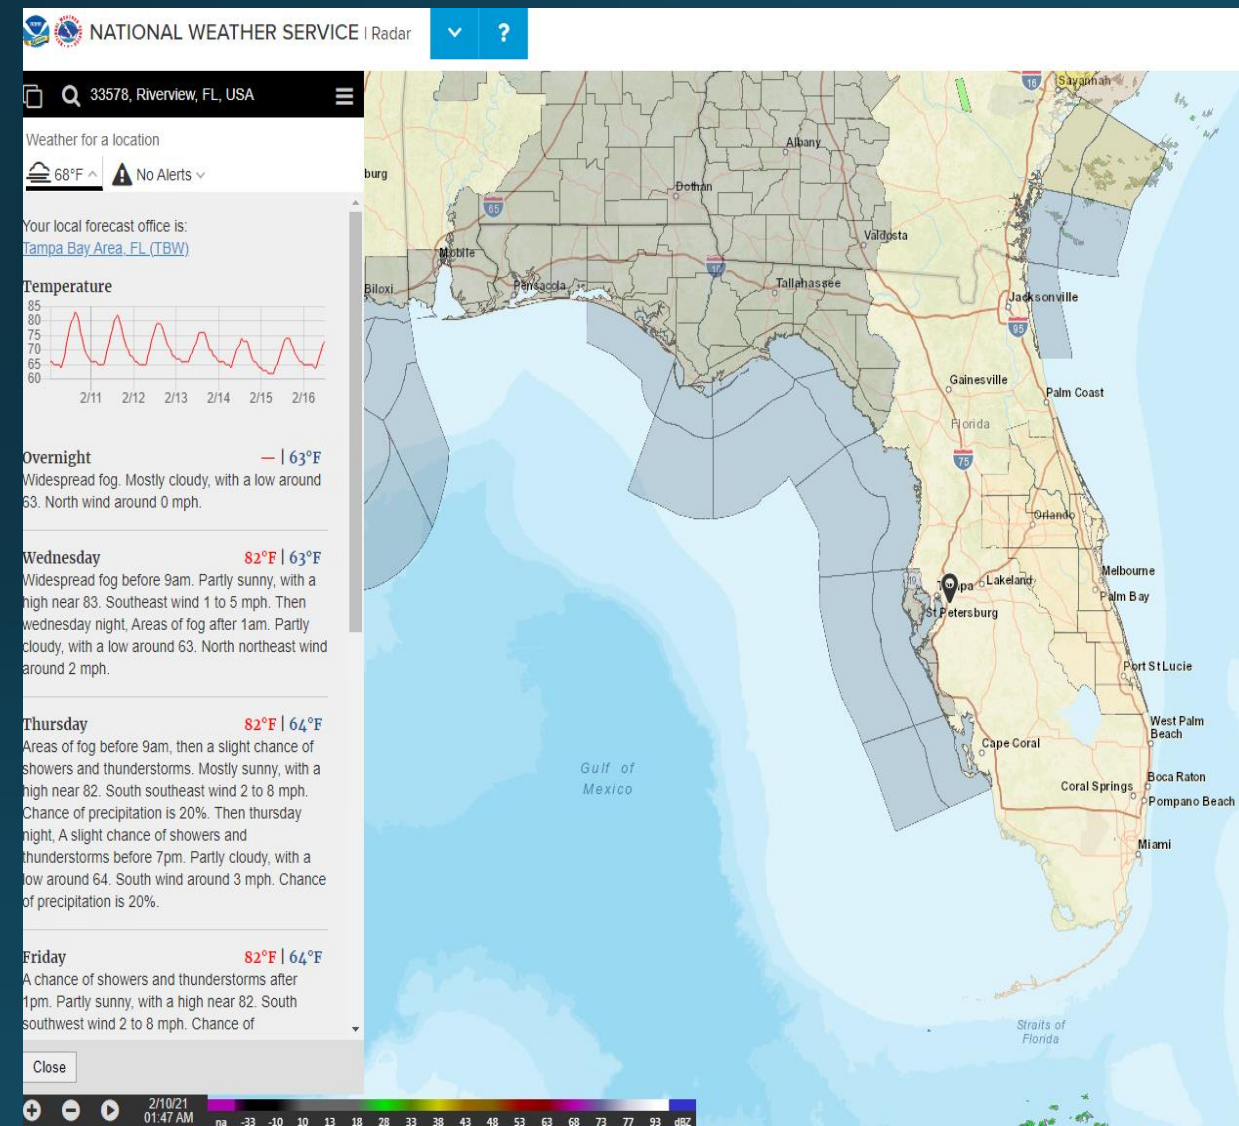 NATIONAL WEATHER SERVICE | Radar
?
33578, Riverview, FL, USA
Weather for a location
68°F
No Alerts
Your local forecast office is:
Tampa Bay Area, FL (TBW)
Temperature
85
80
75
70
65
60
2/11 2/12 2/13 2/14 2/15 2/16
Overnight — | 63°F
Widespread fog. Mostly cloudy, with a low around
63. North wind around 0 mph.
Wednesday 82°F | 63°F
Widespread fog before 9am. Partly sunny, with a
high near 83. Southeast wind 1 to 5 mph. Then
wednesday night, Areas of fog after 1am. Partly
cloudy, with a low around 63. North northeast wind
around 2 mph.
Thursday 82°F | 64°F
Areas of fog before 9am, then a slight chance of
showers and thunderstorms. Mostly sunny, with a
high near 82. South southeast wind 2 to 8 mph.
Chance of precipitation is 20%. Then thursday
night, A slight chance of showers and
thunderstorms before 7pm. Partly cloudy, with a
low around 64. South wind around 3 mph. Chance
of precipitation is 20%.
Friday 82°F | 64°F
A chance of showers and thunderstorms after
1pm. Partly sunny, with a high near 82. South
southwest wind 2 to 8 mph. Chance of
Close
2/10/21
01:47 AM
na -33 -10 10 13 18 28 33 38 43 48 53 63 68 73 77 93 dBZ
16
Savannah
Albany
burg
Dothan
65
Valdosta
Mobile
10
Biloxi
Pensacola
Tallahassee
Jacksonville
95
Gainesville
Palm Coast
Florida
75
Orlando
Melbourne
Lakeland
Palm Bay
St Petersburg
Port St Lucie
West Palm
Beach
Cape Coral
Gulf of
Mexico
Boca Raton
Coral Springs
Pompano Beach
Miami
Straits of
Florida